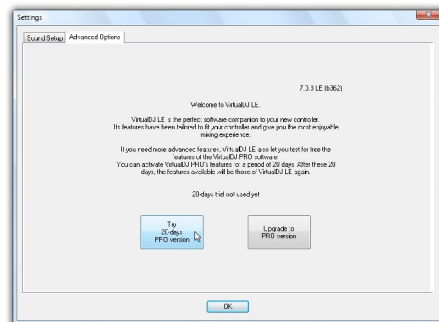 Settings
Sound Setup
Advanced Options
7.0.3 LE (b362)
Welcome to VirtualDJ LE.
VirtualDJ LE is the perfect software companion to your new controller.
Its features have been tailored to fit your controller and give you the most enjoyable
mixing experience.
If you need more advanced features, VirtualDJ LE also let you test for free the
features of the VirtualDJ PRO software
You can activate VirtualDJ PRO's features for a period of 20 days. After these 20
days, the features available will be those of VirtualDJ LE again.
20-days trial not used yet
Try
20-days
PRO version
Upgrade to
PRO version
OK